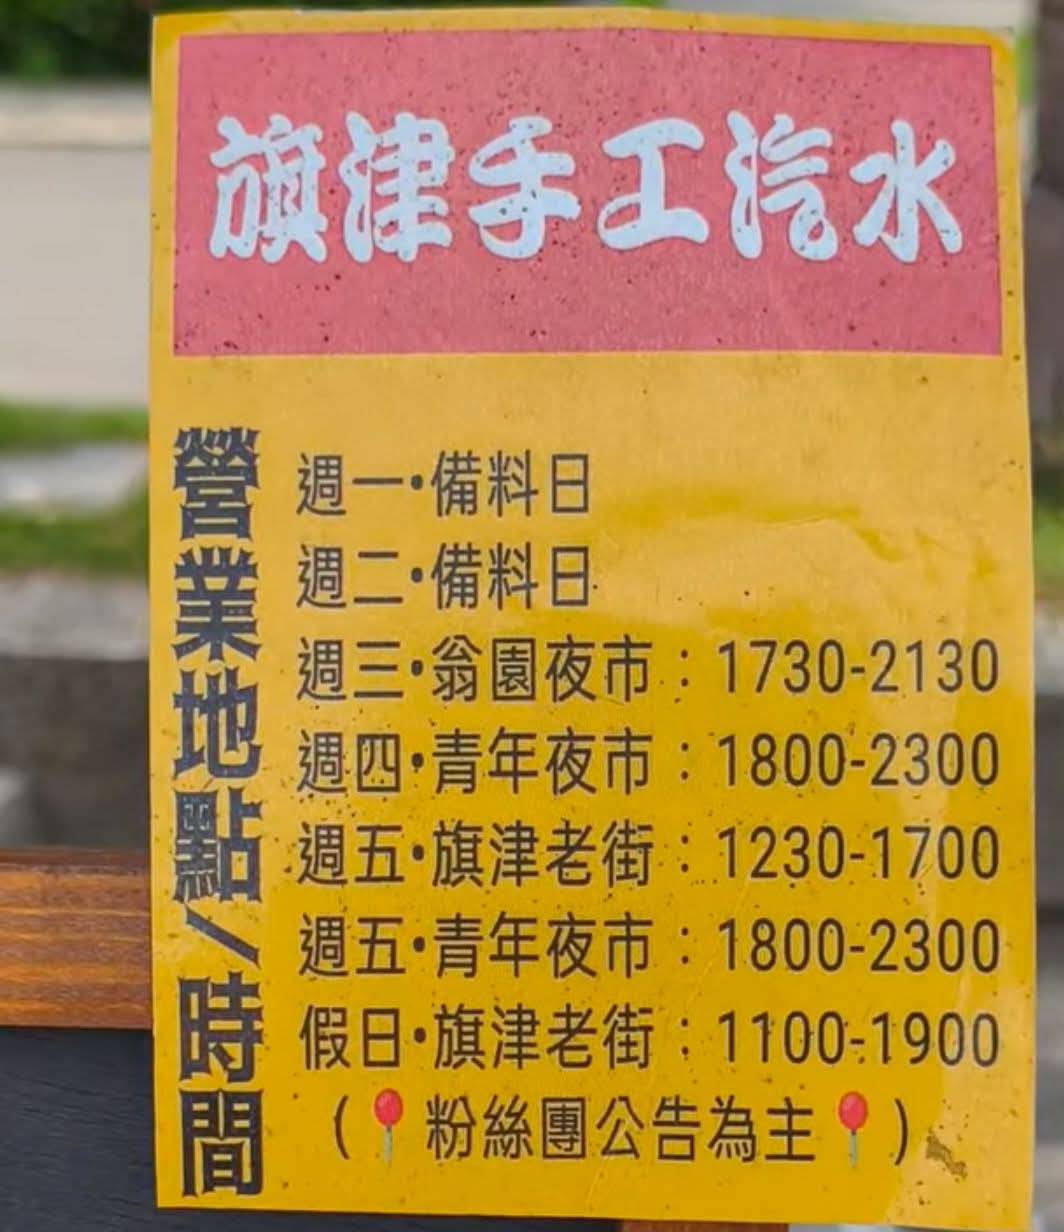 旗津手工汽水
營業地點/時間
週一•備料日
週二•備料日
週三•翁園夜市：1730-2130
週四•青年夜市：1800-2300
週五•旗津老街：1230-1700
週五•青年夜市：1800-2300
假日•旗津老街：1100-1900
(📍粉絲團公告為主📍)